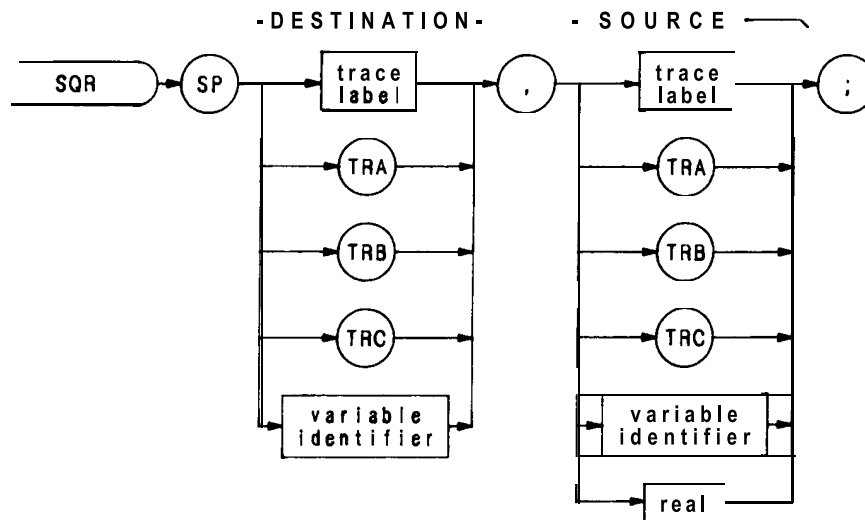 -DESTINATION- - SOURCE
SQR SP trace label , trace label ;
TRA TRA
TRB TRB
TRC TRC
variable identifier variable identifier
real